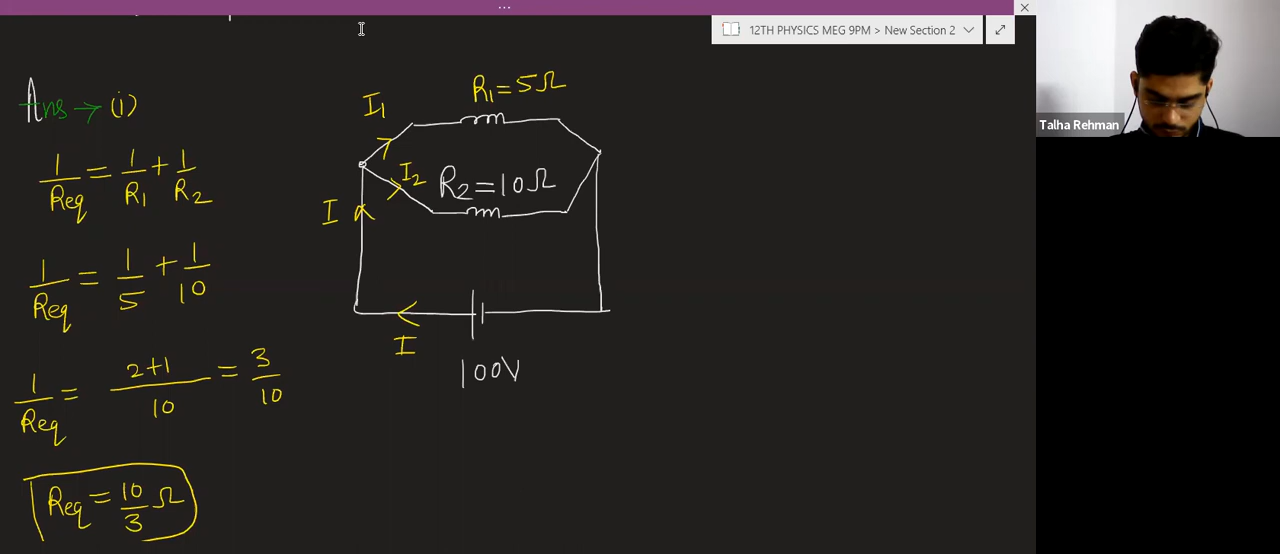 12TH PHYSICS MEG 9PM > New Section 2
Talha Rehman
Ans → (i)
1/Req = 1/R1 + 1/R2
1/Req = 1/5 + 1/10
1/Req = 2+1/10 = 3/10
Req = 10/3 Ω
R1 = 5Ω
I1
I2
R2 = 10Ω
I
I
100V